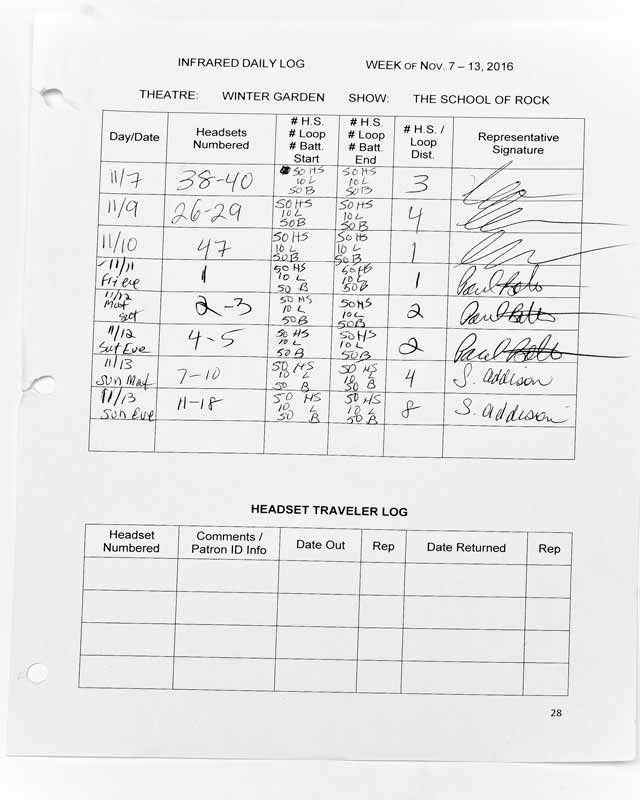 INFRARED DAILY LOG WEEK OF NOV. 7 – 13, 2016
THEATRE: WINTER GARDEN SHOW: THE SCHOOL OF ROCK
Day/Date
Headsets
Numbered
# H.S.
# Loop
# Batt.
Start
# H.S.
# Loop
# Batt.
End
# H.S. /
Loop
Dist.
Representative
Signature
11/7
38-40
50 HS
10 L
50 B
50 HS
10 L
50 B
3
11/9
26-29
50 HS
10 L
50 B
50 HS
10 L
50 B
4
11/10
47
50 HS
10 L
50 B
50 HS
10 L
50 B
1
11/11
Fri eve
1
50 HS
10 L
50 B
50 HS
10 L
50 B
1
Paul
11/12
Mat
Sat
2-3
50 HS
10 L
50 B
50 HS
10 L
50 B
2
Paul
11/12
Sat Eve
4-5
50 HS
10 L
50 B
50 HS
10 L
50 B
2
Paul
11/13
Sun Mat
7-10
50 HS
10 L
50 B
50 HS
10 L
50 B
4
S. Addison
11/13
Sun Eve
11-18
50 HS
10 L
50 B
50 HS
10 L
50 B
8
S. Addison
HEADSET TRAVELER LOG
Headset
Numbered
Comments /
Patron ID Info
Date Out
Rep
Date Returned
Rep
28